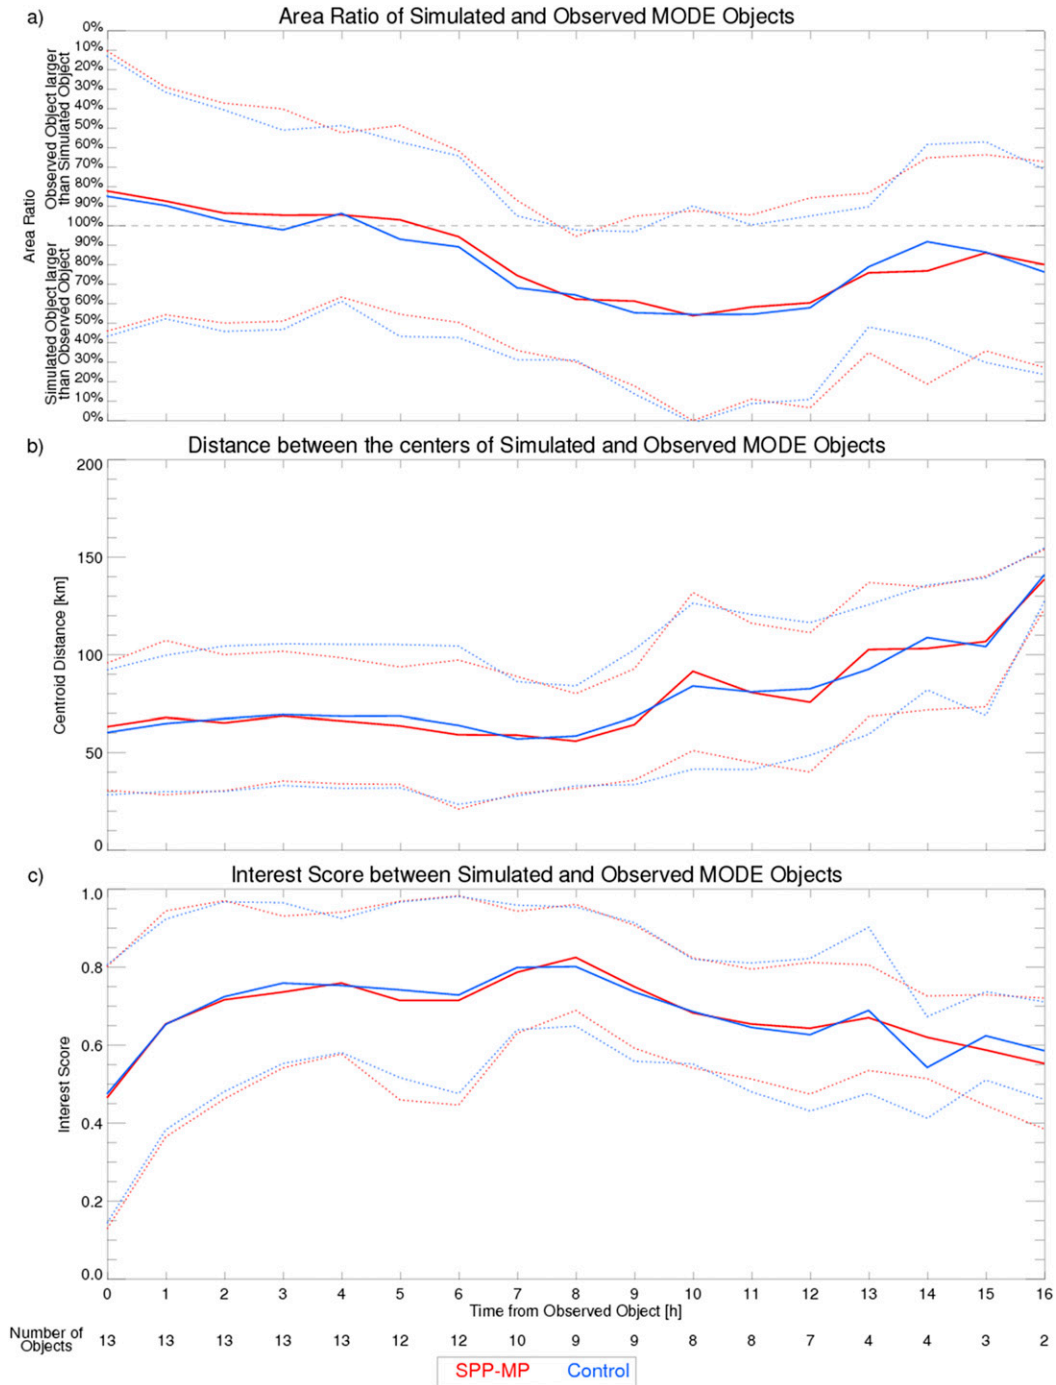 a)
Area Ratio of Simulated and Observed MODE Objects
Area Ratio
Observed Object larger
than Simulated Object
Simulated Object larger
than Observed Object
0%
10%
20%
30%
40%
50%
60%
70%
80%
90%
100%
90%
80%
70%
60%
50%
40%
30%
20%
10%
0%
b)
Distance between the centers of Simulated and Observed MODE Objects
Centroid Distance [km]
200
150
100
50
0
c)
Interest Score between Simulated and Observed MODE Objects
Interest Score
1.0
0.8
0.6
0.4
0.2
0.0
0 1 2 3 4 5 6 7 8 9 10 11 12 13 14 15 16
Time from Observed Object [h]
Number of
Objects
13 13 13 13 13 12 12 10 9 9 8 8 7 4 4 3 2
SPP-MP Control